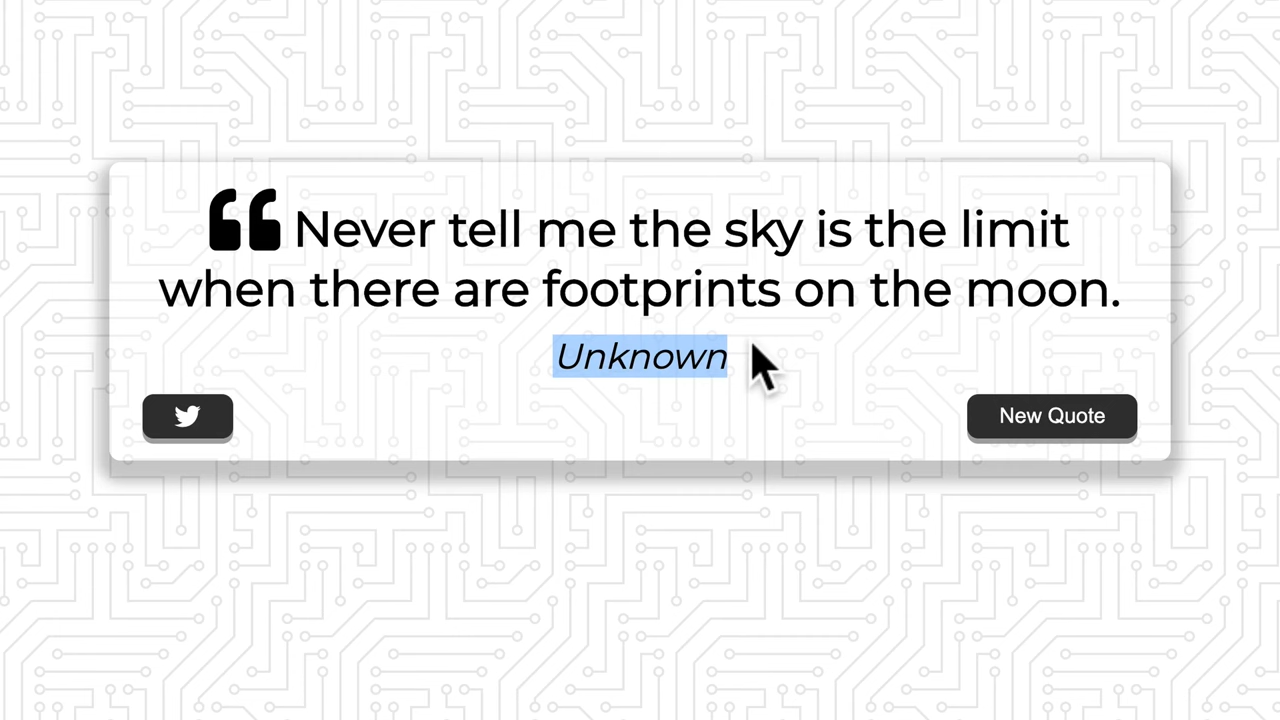 “ Never tell me the sky is the limit
when there are footprints on the moon.
Unknown
New Quote